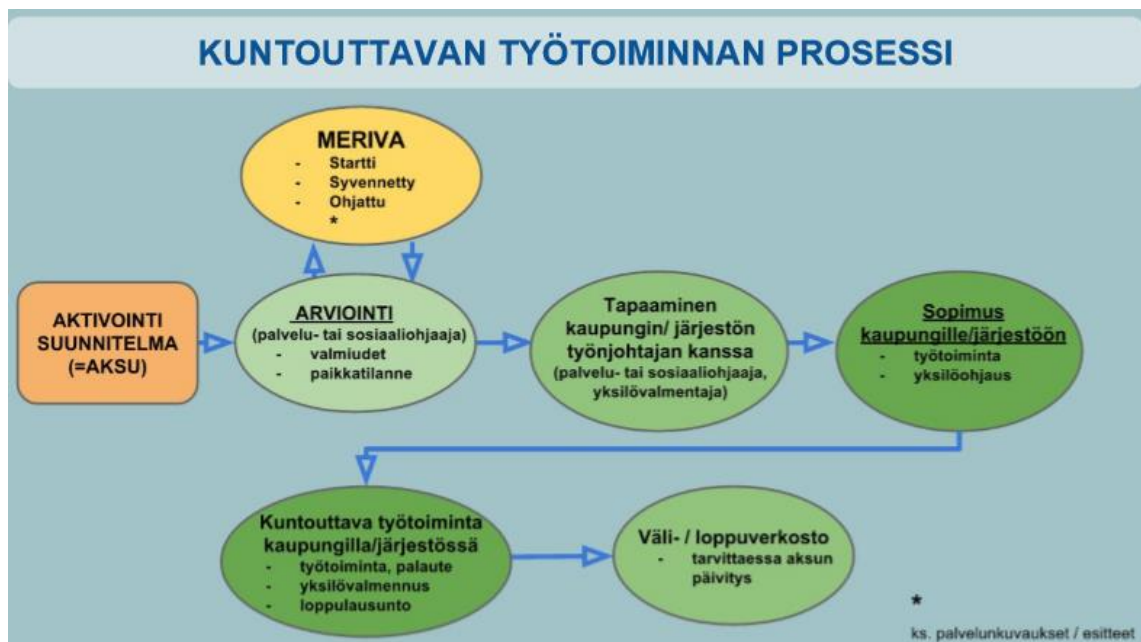 KUNTOUTTAVAN TYÖTOIMINNAN PROSESSI
MERIVA
- Startti
- Syvennetty
- Ohjattu
*
AKTIVOINTI
SUUNNITELMA
(=AKSU)
ARVIOINTI
(palvelu- tai sosiaaliohjaaja)
- valmiudet
- paikkatilanne
Tapaaminen
kaupungin/ järjestön
työnjohtajan kanssa
(palvelu- tai sosiaaliohjaaja,
yksilövalmentaja)
Sopimus
kaupungille/järjestöön
- työtoiminta
- yksilöohjaus
Kuntouttava työtoiminta
kaupungilla/järjestössä
- työtoiminta, palaute
- yksilövalmennus
- loppulausunto
Väli- / loppuverkosto
- tarvittaessa aksun
päivitys
*
ks. palvelunkuvaukset / esitteet